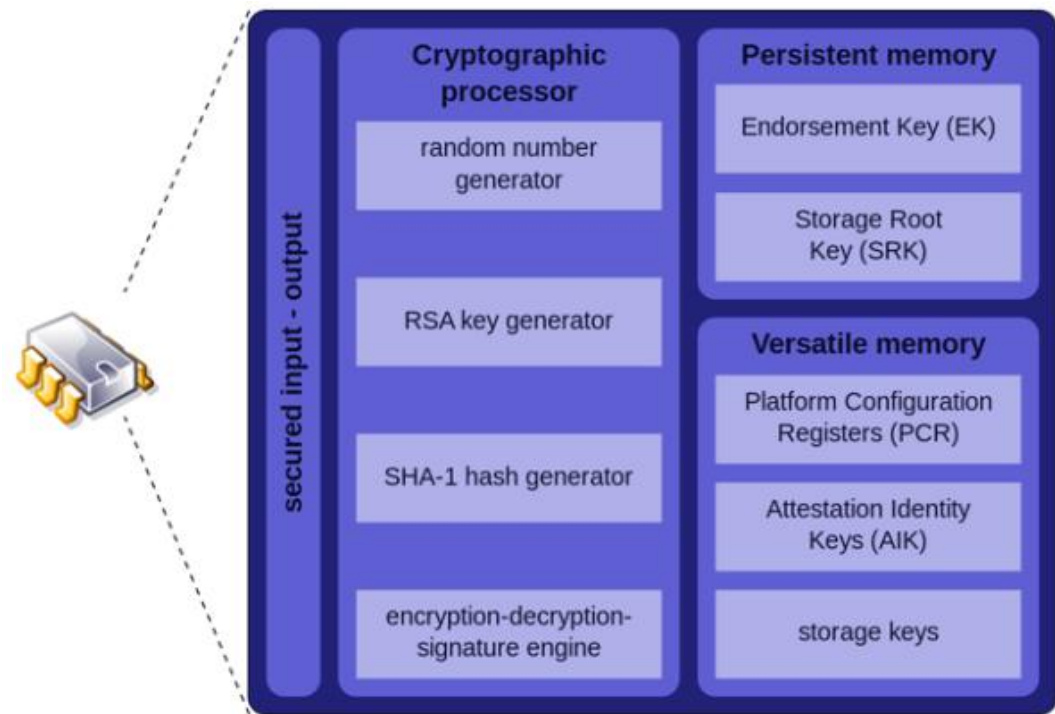 secured input - output
Cryptographic
processor
random number
generator
RSA key generator
SHA-1 hash generator
encryption-decryption-
signature engine
Persistent memory
Endorsement Key (EK)
Storage Root
Key (SRK)
Versatile memory
Platform Configuration
Registers (PCR)
Attestation Identity
Keys (AIK)
storage keys